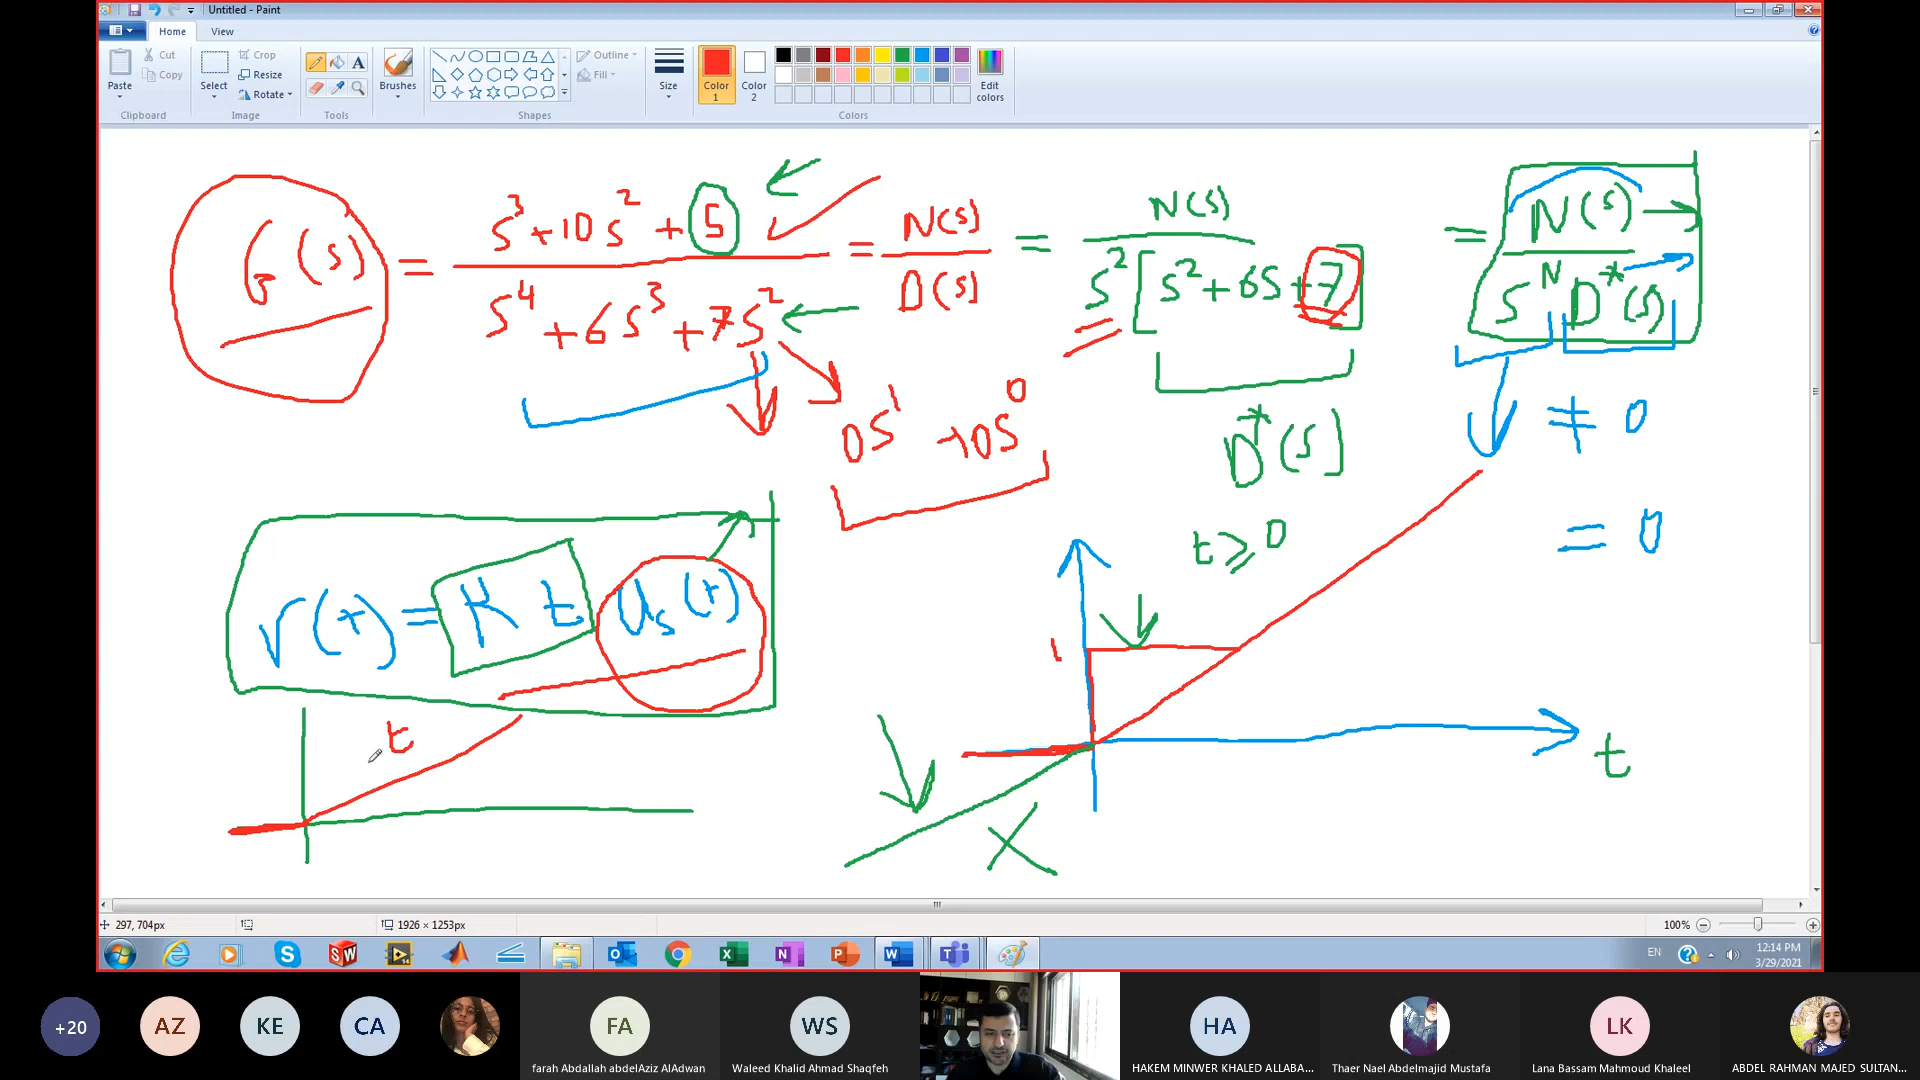 Untitled - Paint
Home
View
Paste
Cut
Copy
Clipboard
Select
Crop
Resize
Rotate
Image
Tools
Brushes
Shapes
Outline
Fill
Size
Color 1
Color 2
Edit colors
Colors
G(s) = s³+10s²+5 / s⁴+6s³+7s² = N(s) / D(s) = N(s) / s²[s²+6s+7] = N(s) / s^N D*(s)
0s¹ +0s⁰
D*(s)
≠ 0
= 0
r(t) = K t us(t)
t ⩾ 0
1
t
t
X
297, 704px
1926 × 1253px
100%
EN
12:14 PM
3/29/2021
+20
AZ
KE
CA
FA
farah Abdallah abdelAziz AlAdwan
WS
Waleed Khalid Ahmad Shaqfeh
HA
HAKEM MINWER KHALED ALLABA...
Thaer Nael Abdelmajid Mustafa
LK
Lana Bassam Mahmoud Khaleel
ABDEL RAHMAN MAJED SULTAN...